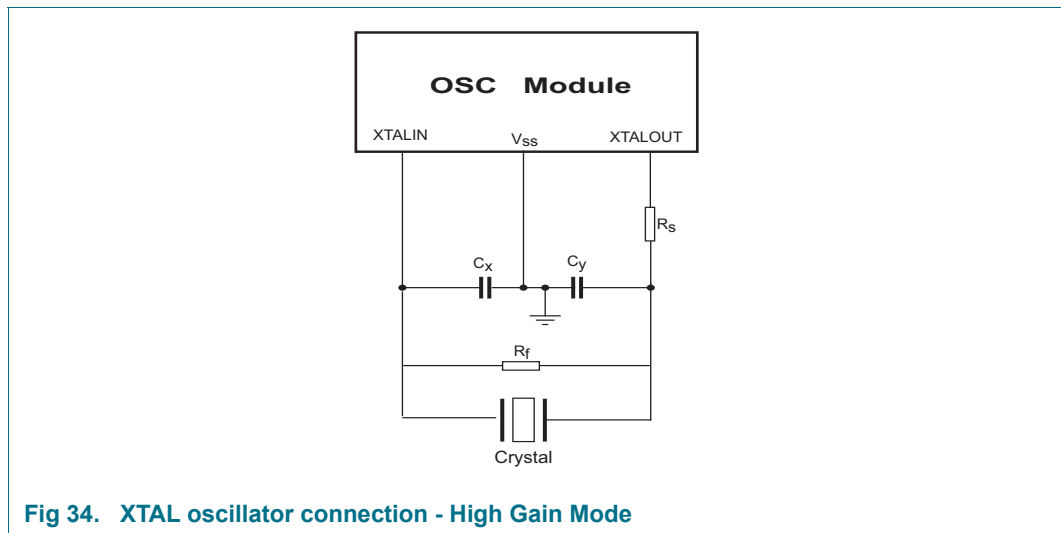 OSC Module
XTALIN
Vss
XTALOUT
Rs
Cx
Cy
Rf
Crystal
Fig 34. XTAL oscillator connection - High Gain Mode